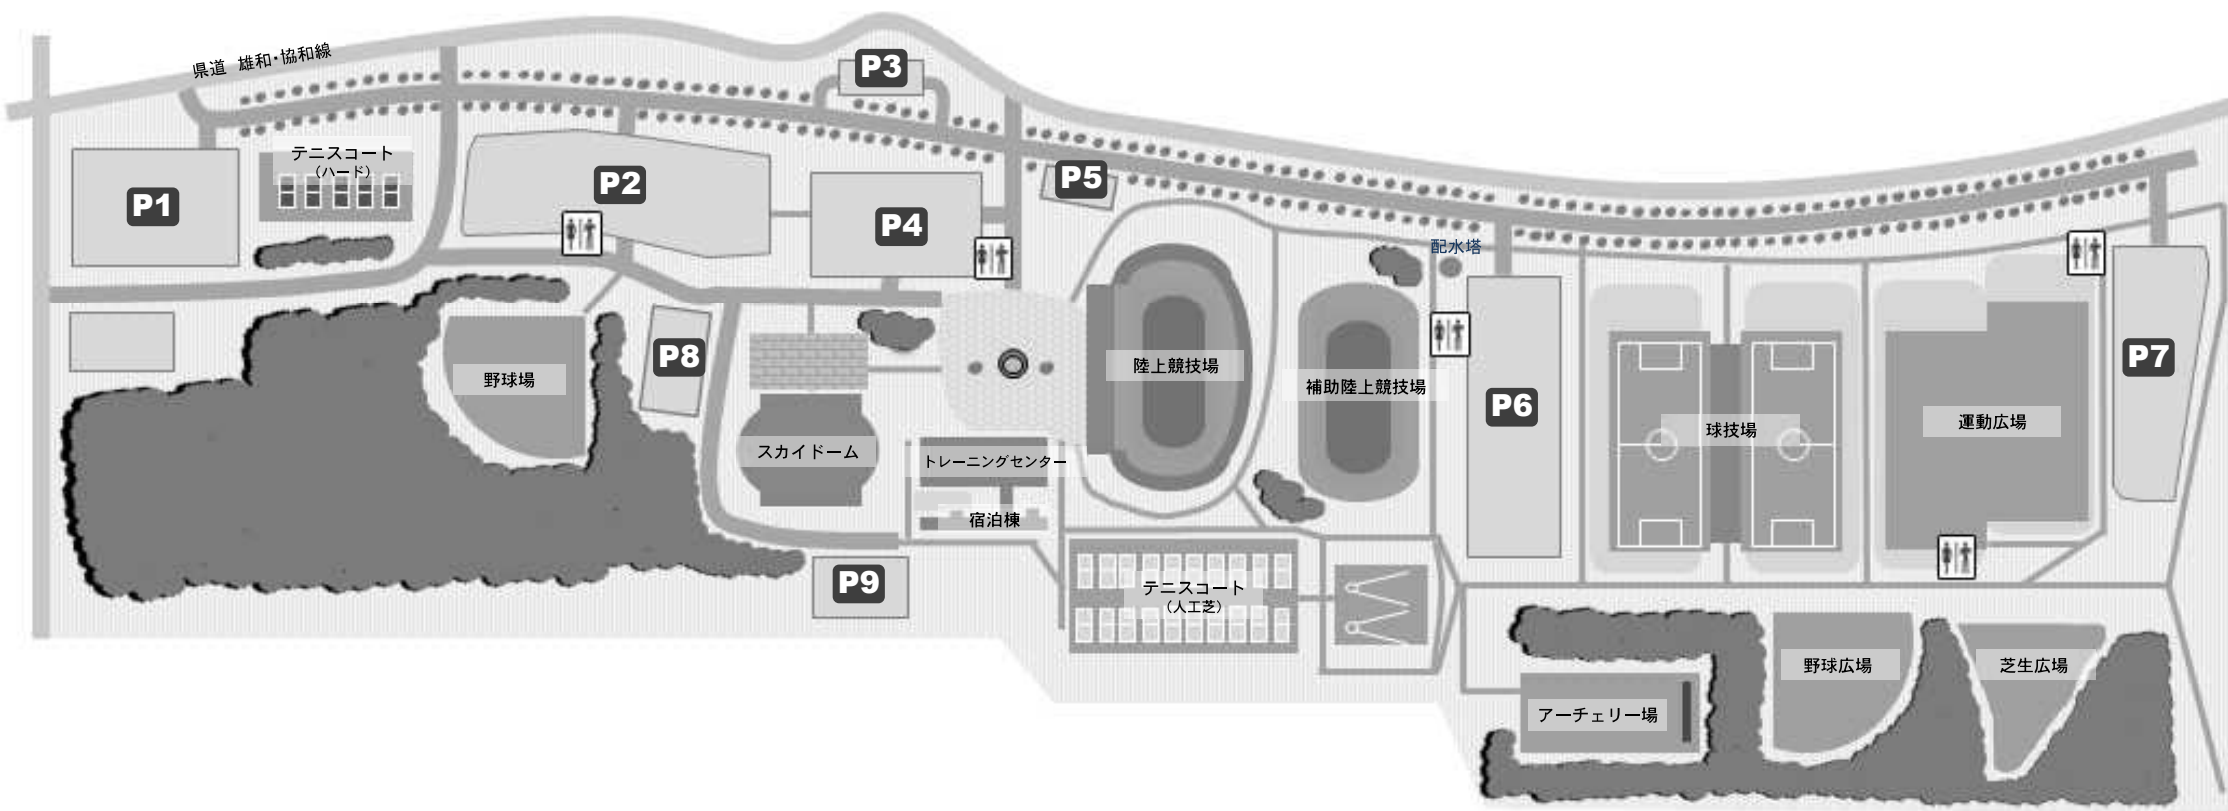 県道 雄和・協和線
P3
テニスコート
（ハード）
P1
P2
P4
P5
配水塔
P8
野球場
陸上競技場
補助陸上競技場
P6
P7
スカイドーム
トレーニングセンター
宿泊棟
球技場
運動広場
P9
テニスコート
（人工芝）
野球広場
芝生広場
アーチェリー場